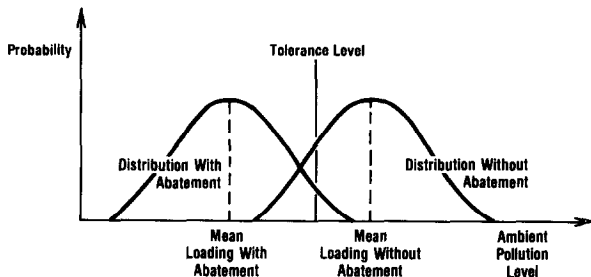 Probability
Tolerance Level
Distribution With
Abatement
Distribution Without
Abatement
Mean
Loading With
Abatement
Mean
Loading Without
Abatement
Ambient
Pollution
Level